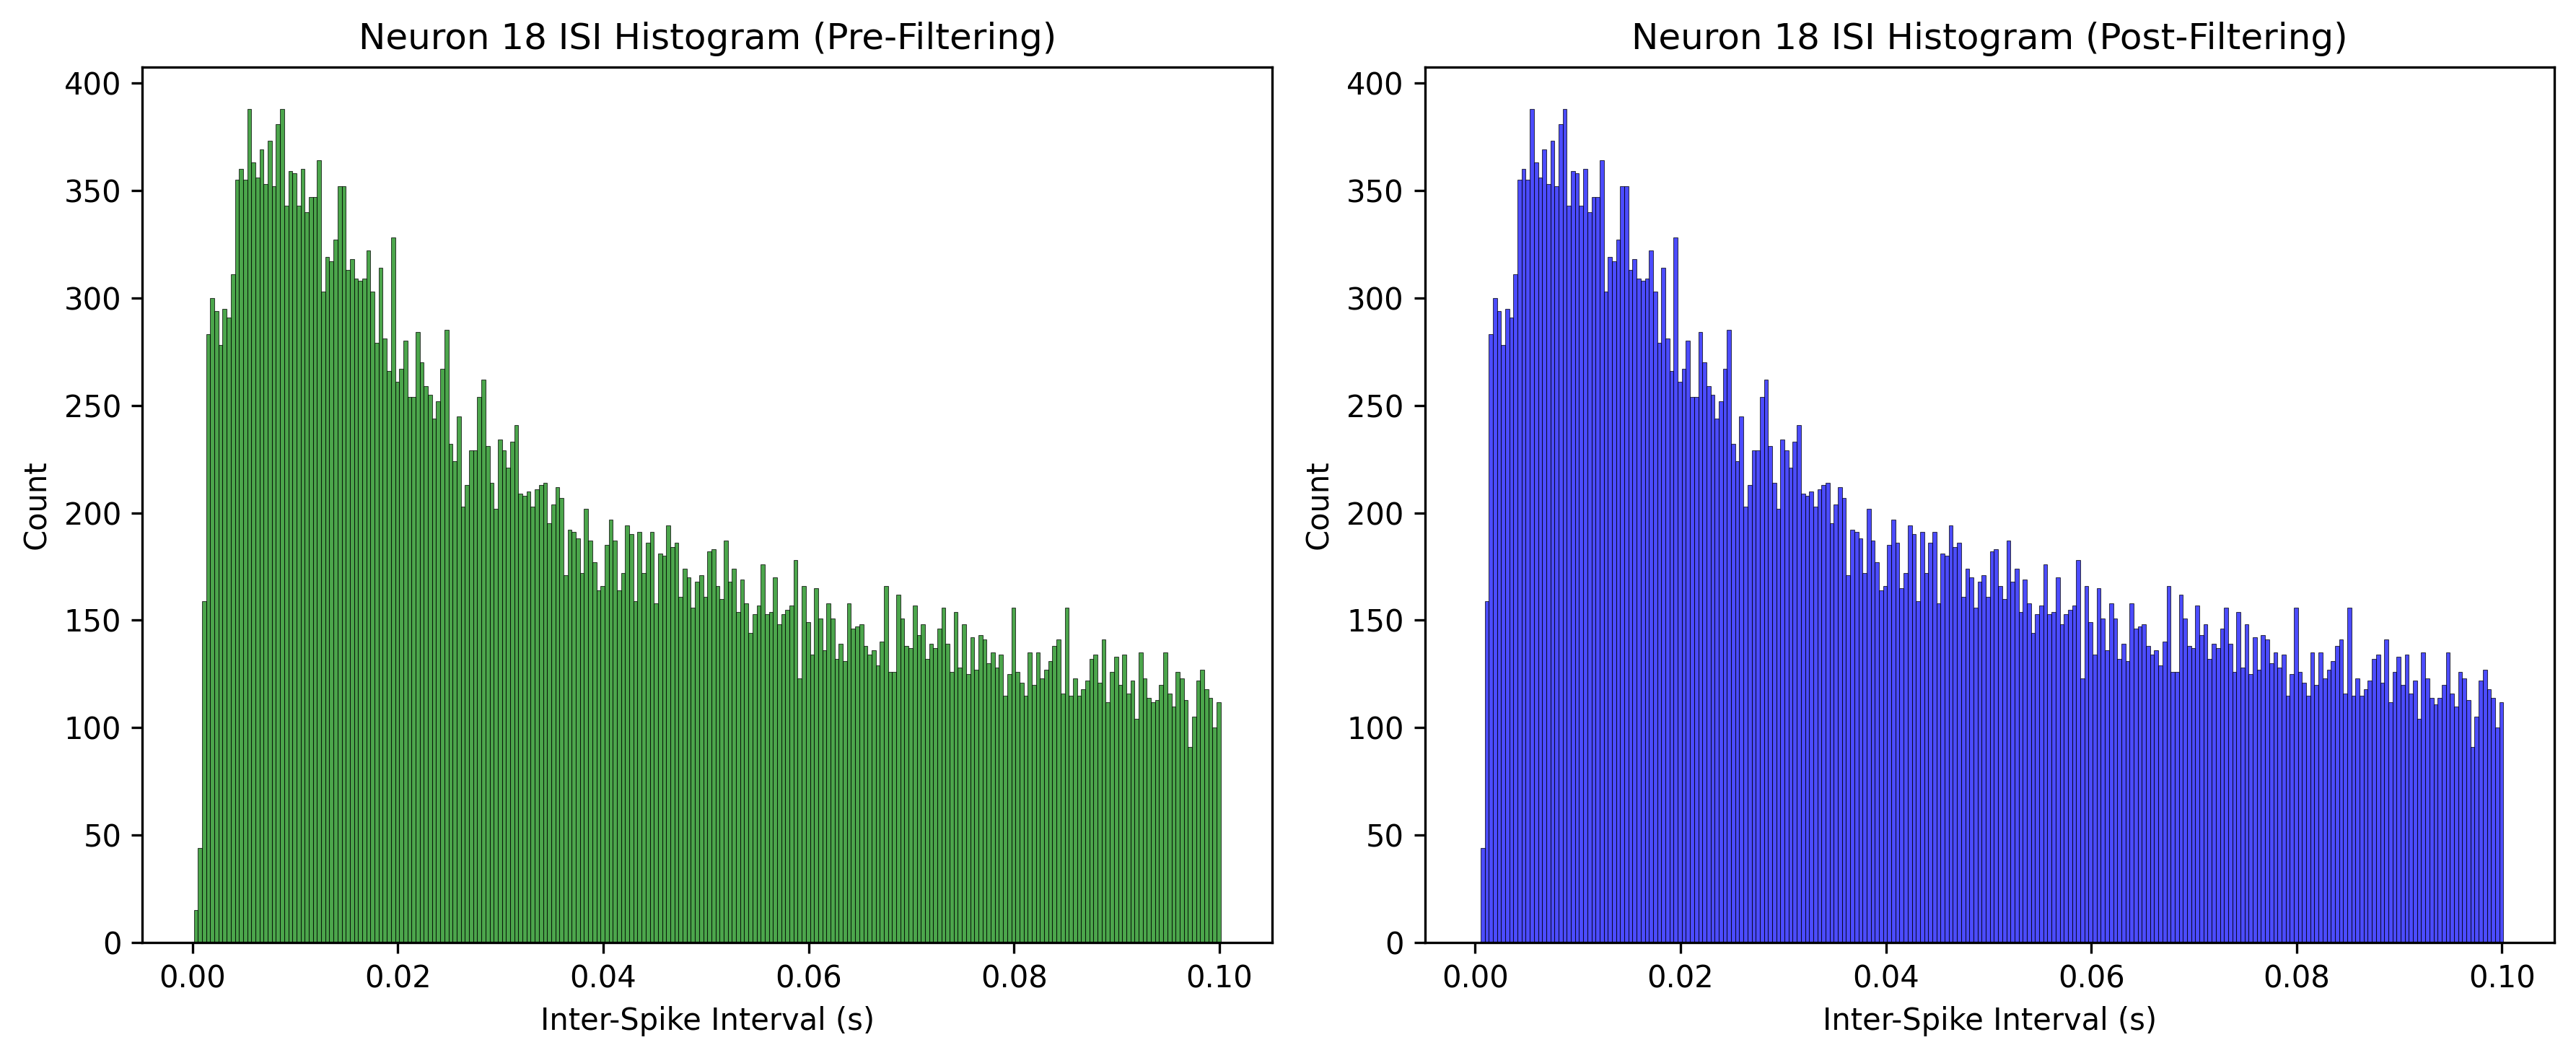 Neuron 18 ISI Histogram (Pre-Filtering)
400
350
300
250
200
150
100
50
0
Count
0.00 0.02 0.04 0.06 0.08 0.10
Inter-Spike Interval (s)
Neuron 18 ISI Histogram (Post-Filtering)
400
350
300
250
200
150
100
50
0
Count
0.00 0.02 0.04 0.06 0.08 0.10
Inter-Spike Interval (s)